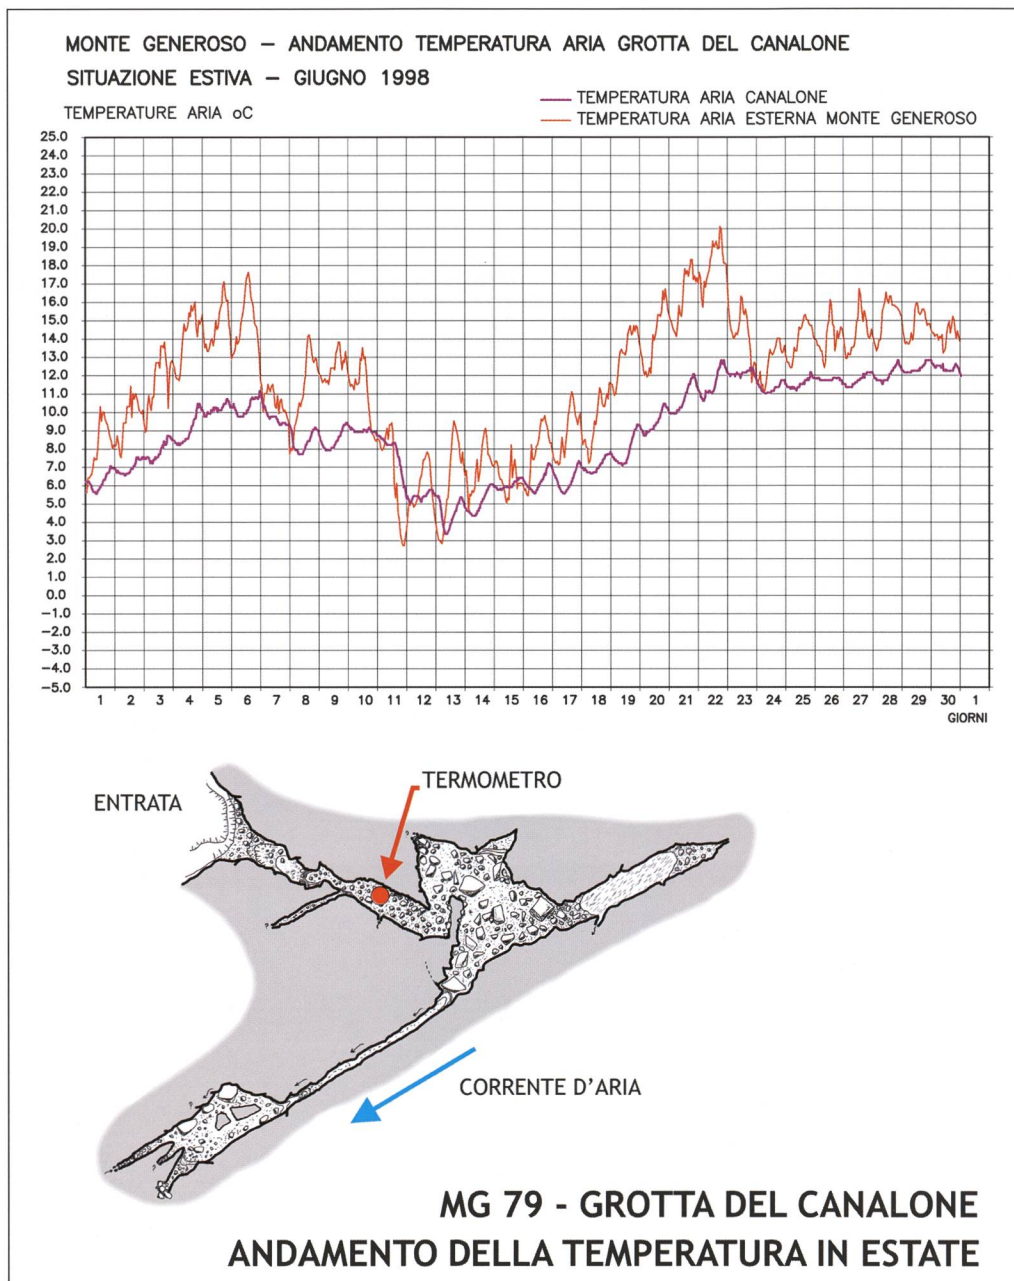 MONTE GENEROSO – ANDAMENTO TEMPERATURA ARIA GROTTA DEL CANALONE
SITUAZIONE ESTIVA – GIUGNO 1998
TEMPERATURE ARIA oC
TEMPERATURA ARIA CANALONE
TEMPERATURA ARIA ESTERNA MONTE GENEROSO
25.0
24.0
23.0
22.0
21.0
20.0
19.0
18.0
17.0
16.0
15.0
14.0
13.0
12.0
11.0
10.0
9.0
8.0
7.0
6.0
5.0
4.0
3.0
2.0
1.0
0.0
−1.0
−2.0
−3.0
−4.0
−5.0
1 2 3 4 5 6 7 8 9 10 11 12 13 14 15 16 17 18 19 20 21 22 23 24 25 26 27 28 29 30 1
GIORNI
TERMOMETRO
ENTRATA
CORRENTE D'ARIA
MG 79 - GROTTA DEL CANALONE
ANDAMENTO DELLA TEMPERATURA IN ESTATE